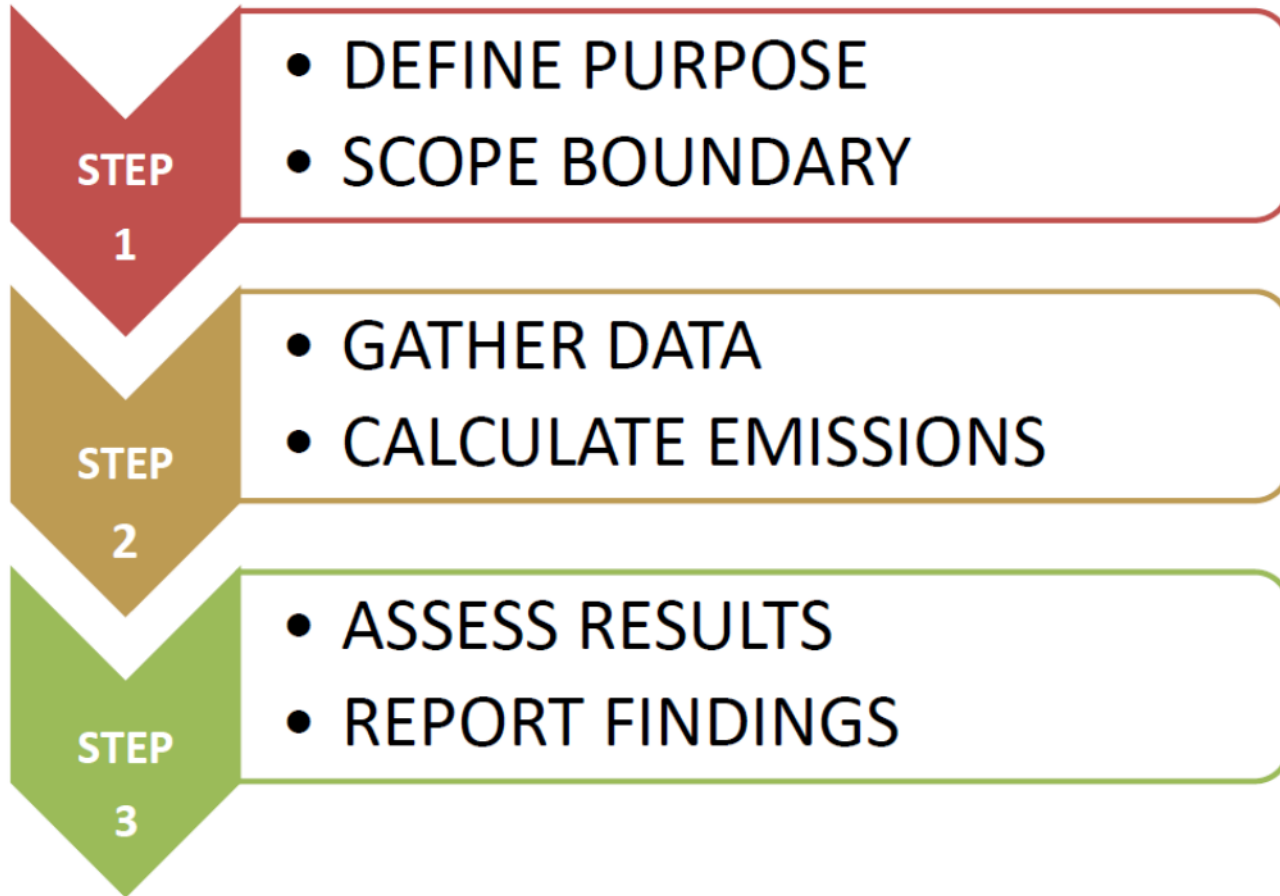 STEP
1
• DEFINE PURPOSE
• SCOPE BOUNDARY
STEP
2
• GATHER DATA
• CALCULATE EMISSIONS
STEP
3
• ASSESS RESULTS
• REPORT FINDINGS